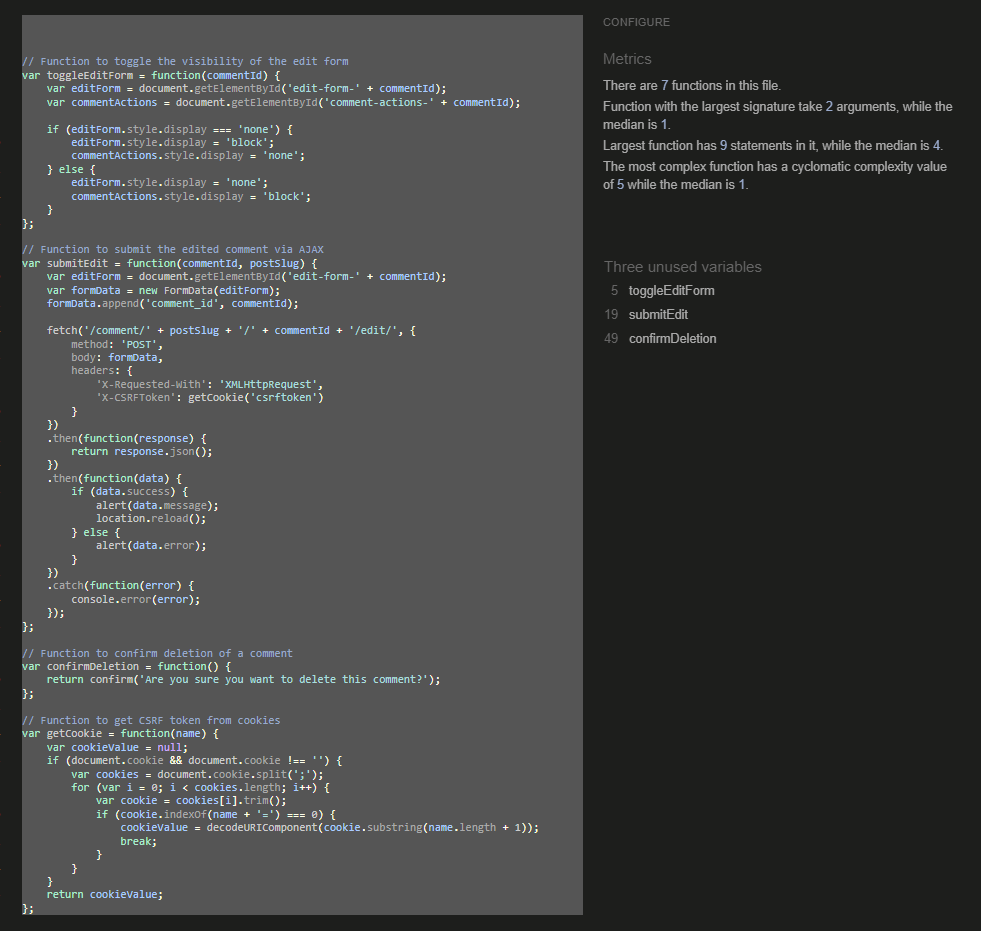 // Function to toggle the visibility of the edit form
var toggleEditForm = function(commentId) {
    var editForm = document.getElementById('edit-form-' + commentId);
    var commentActions = document.getElementById('comment-actions-' + commentId);

    if (editForm.style.display === 'none') {
        editForm.style.display = 'block';
        commentActions.style.display = 'none';
    } else {
        editForm.style.display = 'none';
        commentActions.style.display = 'block';
    }
};

// Function to submit the edited comment via AJAX
var submitEdit = function(commentId, postSlug) {
    var editForm = document.getElementById('edit-form-' + commentId);
    var formData = new FormData(editForm);
    formData.append('comment_id', commentId);

    fetch('/comment/' + postSlug + '/' + commentId + '/edit/', {
        method: 'POST',
        body: formData,
        headers: {
            'X-Requested-With': 'XMLHttpRequest',
            'X-CSRFToken': getCookie('csrftoken')
        }
    })
    .then(function(response) {
        return response.json();
    })
    .then(function(data) {
        if (data.success) {
            alert(data.message);
            location.reload();
        } else {
            alert(data.error);
        }
    })
    .catch(function(error) {
        console.error(error);
    });
};

// Function to confirm deletion of a comment
var confirmDeletion = function() {
    return confirm('Are you sure you want to delete this comment?');
};

// Function to get CSRF token from cookies
var getCookie = function(name) {
    var cookieValue = null;
    if (document.cookie && document.cookie !== '') {
        var cookies = document.cookie.split(';');
        for (var i = 0; i < cookies.length; i++) {
            var cookie = cookies[i].trim();
            if (cookie.indexOf(name + '=') === 0) {
                cookieValue = decodeURIComponent(cookie.substring(name.length + 1));
                break;
            }
        }
    }
    return cookieValue;
};
CONFIGURE
Metrics
There are 7 functions in this file.
Function with the largest signature take 2 arguments, while the
median is 1.
Largest function has 9 statements in it, while the median is 4.
The most complex function has a cyclomatic complexity value
of 5 while the median is 1.
Three unused variables
5 toggleEditForm
19 submitEdit
49 confirmDeletion